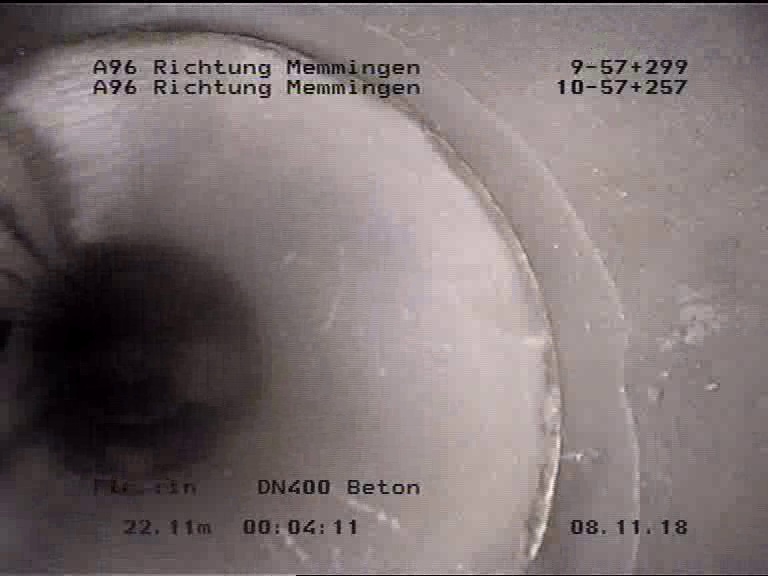 A96 Richtung Memmingen 9-57+299
A96 Richtung Memmingen 10-57+257
DN400 Beton
22.11m 00:04:11 08.11.18